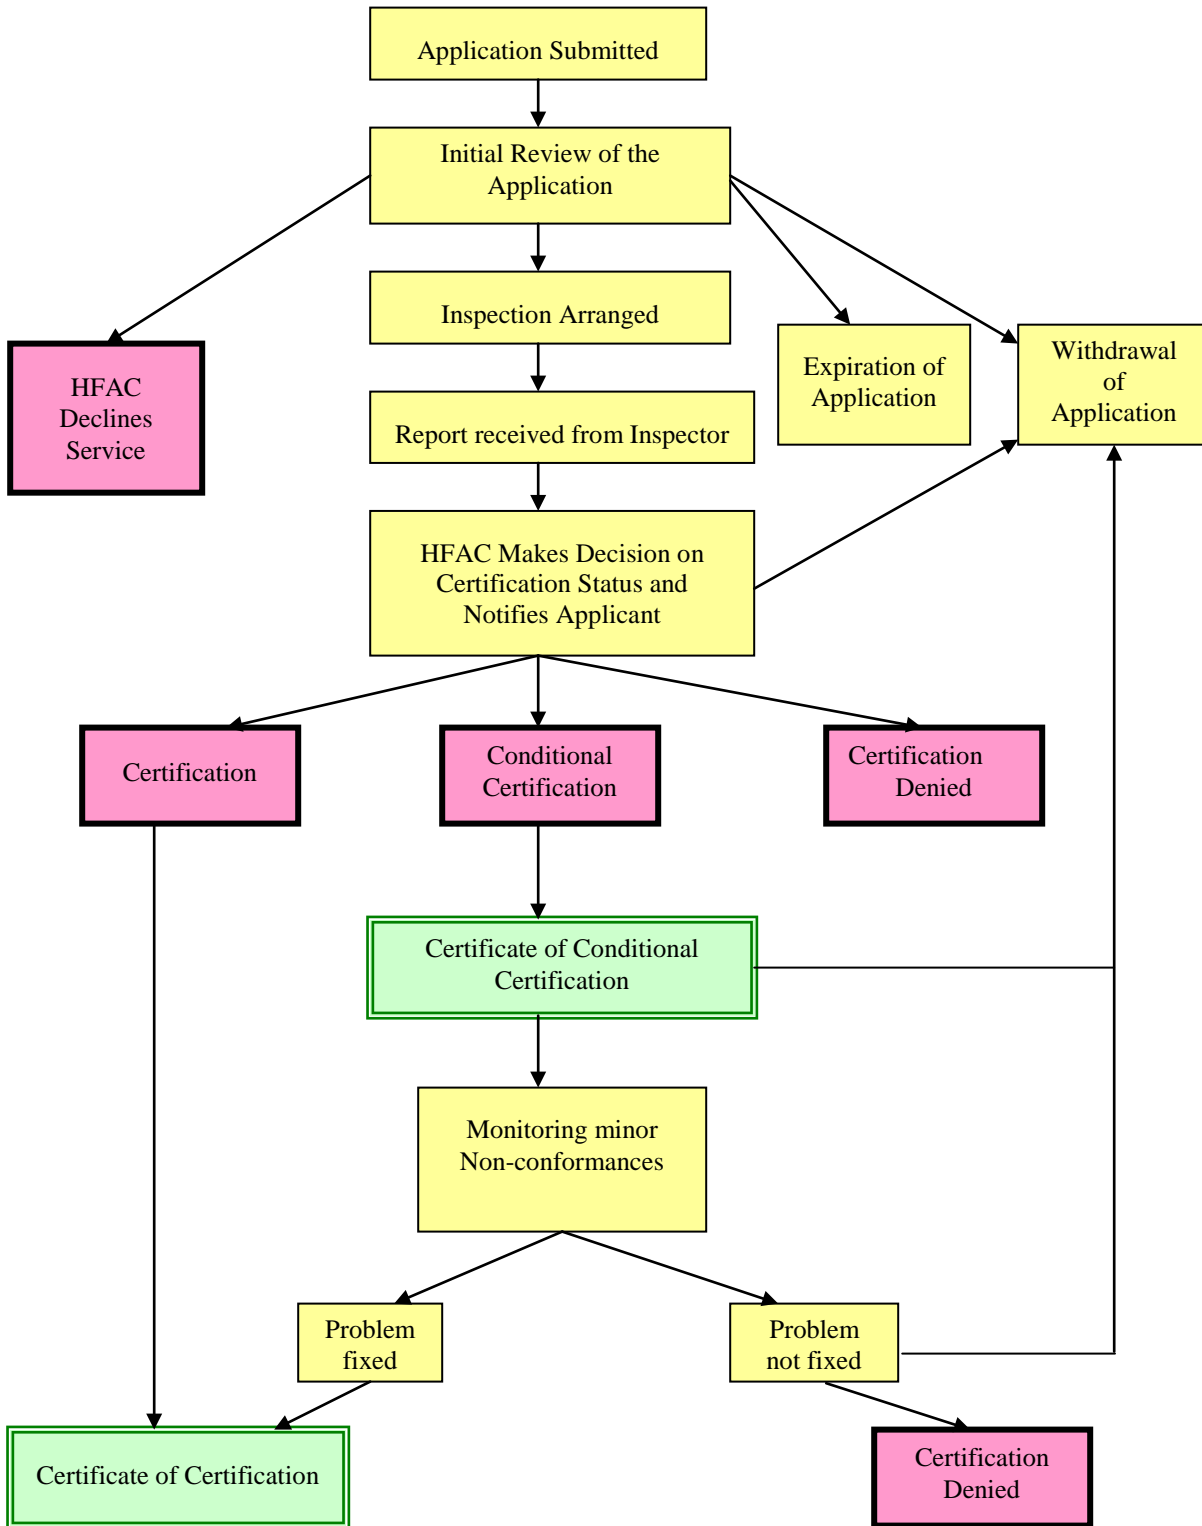 Application Submitted
Initial Review of the
Application
Inspection Arranged
Expiration of
Application
Withdrawal
of
Application
HFAC
Declines
Service
Report received from Inspector
HFAC Makes Decision on
Certification Status and
Notifies Applicant
Certification
Conditional
Certification
Certification
Denied
Certificate of Conditional
Certification
Monitoring minor
Non-conformances
Problem
fixed
Problem
not fixed
Certificate of Certification
Certification
Denied